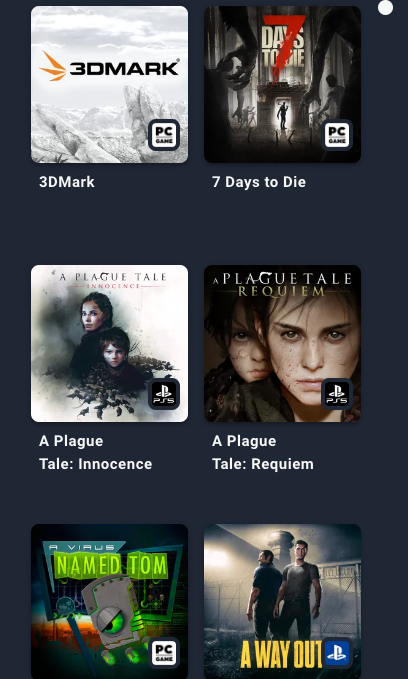 3DMARK
PC
GAME
7
DAYS
TO DIE
PC
GAME
3DMark
7 Days to Die
A PLAGUE TALE
INNOCENCE
PS5
A PLAGUE TALE
REQUIEM
PS5
A Plague
Tale: Innocence
A Plague
Tale: Requiem
A VIRUS
NAMED TOM
PC
GAME
A WAY OUT